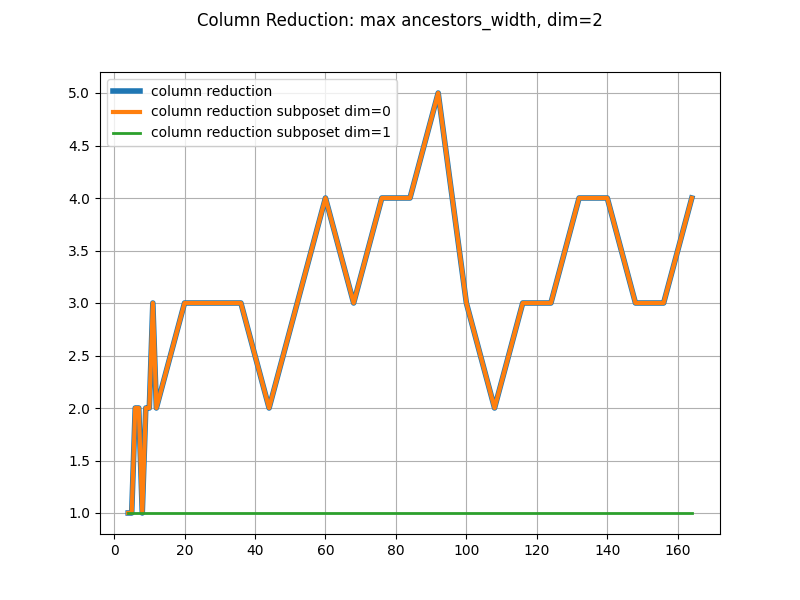 Column Reduction: max ancestors_width, dim=2
column reduction
column reduction subposet dim=0
column reduction subposet dim=1
5.0
4.5
4.0
3.5
3.0
2.5
2.0
1.5
1.0
0 20 40 60 80 100 120 140 160